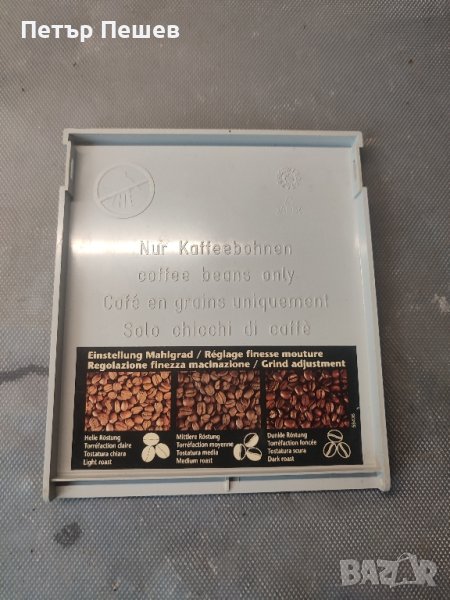 Петър Пешев
Nur Kaffeebohnen
coffee beans only
Café en grains uniquement
Solo chicchi di caffè
Einstellung Mahlgrad / Réglage finesse mouture
Regolazione finezza macinazione / Grind adjustment
Helle Röstung
Torréfaction claire
Tostatura chiara
Light roast
Mittlere Röstung
Torréfaction moyenne
Tostatura media
Medium roast
Dunkle Röstung
Torréfaction foncée
Tostatura scura
Dark roast
BAZAR